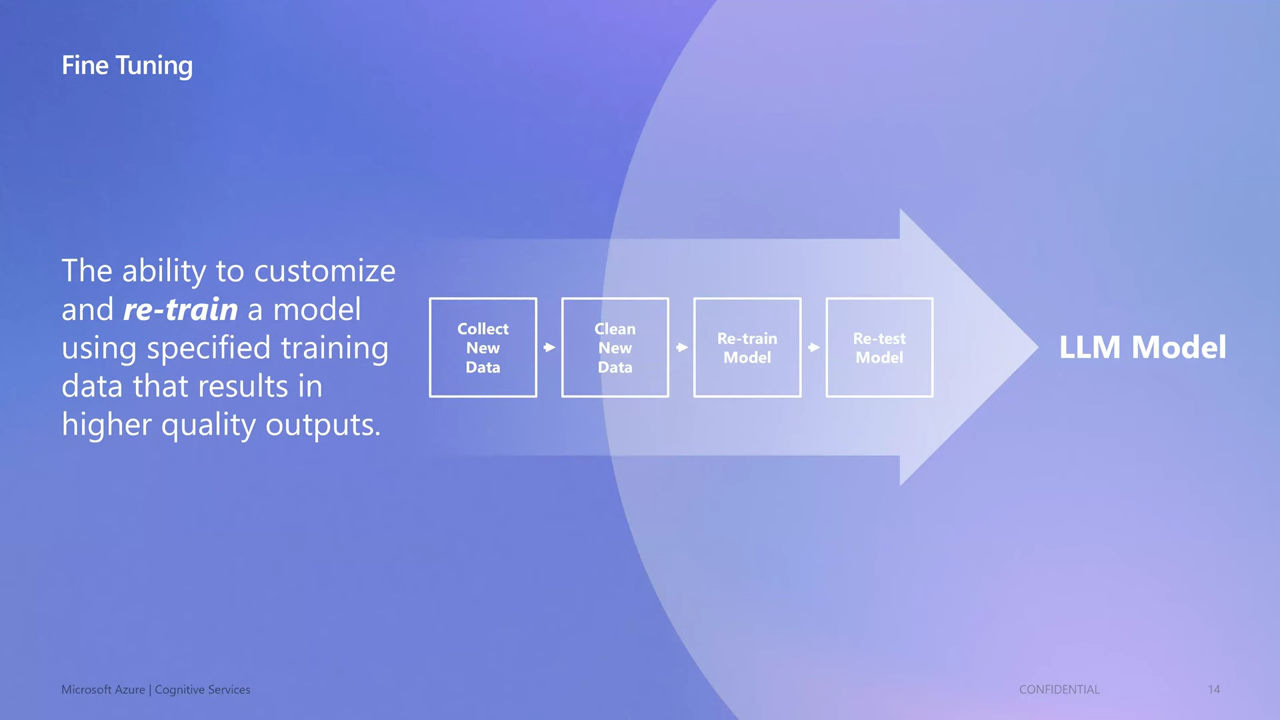 Fine Tuning
The ability to customize
and re-train a model
using specified training
data that results in
higher quality outputs.
Collect
New
Data
Clean
New
Data
Re-train
Model
Re-test
Model
LLM Model
Microsoft Azure | Cognitive Services
CONFIDENTIAL
14